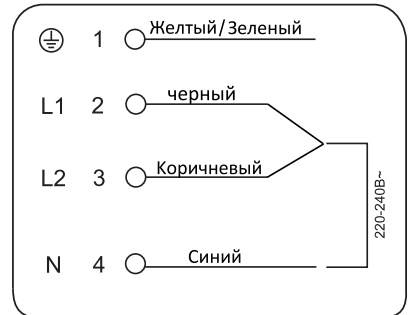 1 Желтый/Зеленый
L1 2 черный
L2 3 Коричневый
N 4 Синий
220-240В~